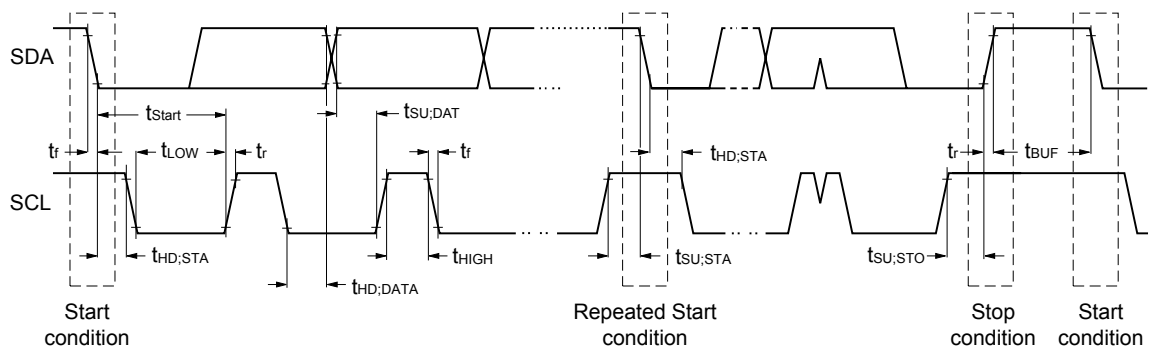 SDA
tStart
tSU;DAT
tf
tLOW
tr
tf
tHD;STA
tr
tBUF
SCL
tHD;STA
tHD;DATA
tHIGH
tSU;STA
tSU;STO
Start
condition
Repeated Start
condition
Stop
condition
Start
condition